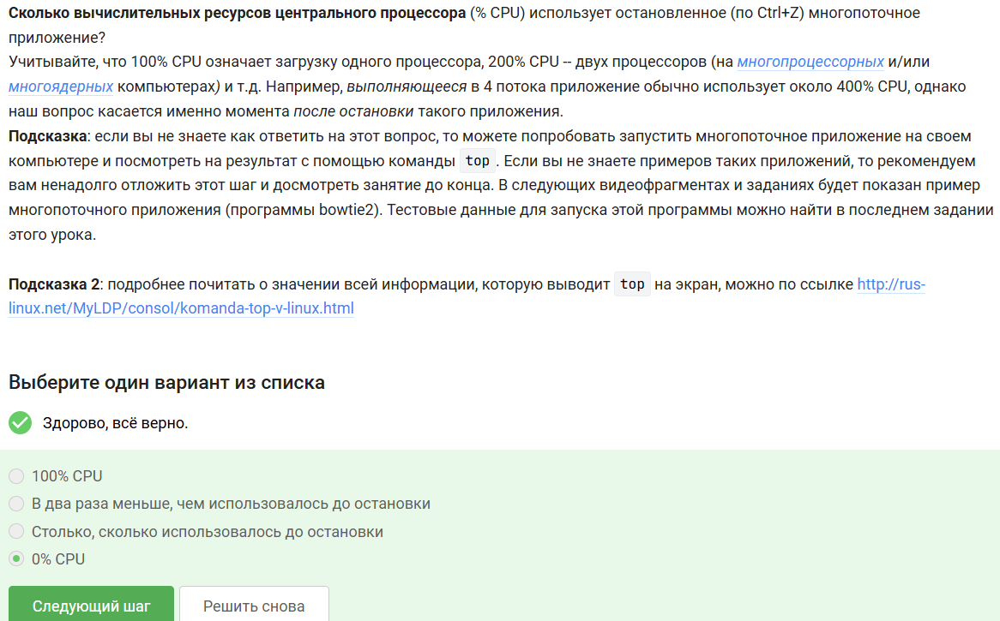 Сколько вычислительных ресурсов центрального процессора (% CPU) использует остановленное (по Ctrl+Z) многопоточное
приложение?
Учитывайте, что 100% CPU означает загрузку одного процессора, 200% CPU -- двух процессоров (на многопроцессорных и/или
многоядерных компьютерах) и т.д. Например, выполняющееся в 4 потока приложение обычно использует около 400% CPU, однако
наш вопрос касается именно момента после остановки такого приложения.
Подсказка: если вы не знаете как ответить на этот вопрос, то можете попробовать запустить многопоточное приложение на своем
компьютере и посмотреть на результат с помощью команды top. Если вы не знаете примеров таких приложений, то рекомендуем
вам ненадолго отложить этот шаг и досмотреть занятие до конца. В следующих видеофрагментах и заданиях будет показан пример
многопоточного приложения (программы bowtie2). Тестовые данные для запуска этой программы можно найти в последнем задании
этого урока.
Подсказка 2: подробнее почитать о значении всей информации, которую выводит top на экран, можно по ссылке http://rus-
linux.net/MyLDP/consol/komanda-top-v-linux.html
Выберите один вариант из списка
Здорово, всё верно.
100% CPU
В два раза меньше, чем использовалось до остановки
Столько, сколько использовалось до остановки
0% CPU
Следующий шаг Решить снова